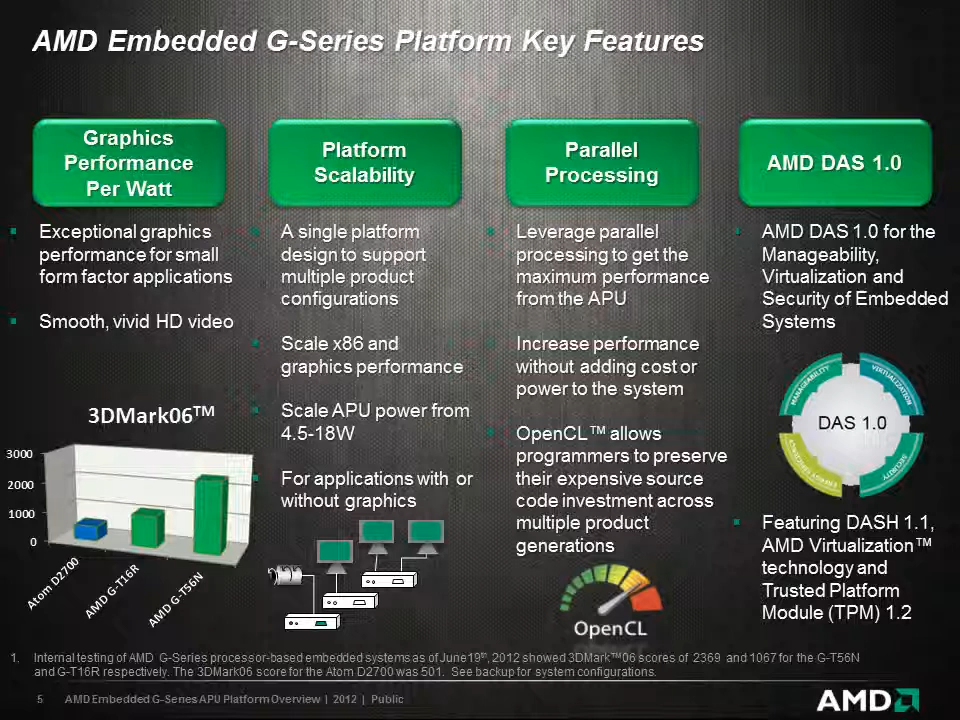 AMD Embedded G-Series Platform Key Features
Graphics
Performance
Per Watt
Exceptional graphics
performance for small
form factor applications
Smooth, vivid HD video
3DMark06TM
3000
2000
1000
0
Atom D2700
AMD G-T16R
AMD G-T56N
Platform
Scalability
A single platform
design to support
multiple product
configurations
Scale x86 and
graphics performance
Scale APU power from
4.5-18W
For applications with or
without graphics
Parallel
Processing
Leverage parallel
processing to get the
maximum performance
from the APU
Increase performance
without adding cost or
power to the system
OpenCL™ allows
programmers to preserve
their expensive source
code investment across
multiple product
generations
OpenCL
AMD DAS 1.0
AMD DAS 1.0 for the
Manageability,
Virtualization and
Security of Embedded
Systems
MANAGEABILITY
VIRTUALIZATION
DAS 1.0
SECURITY
Featuring DASH 1.1,
AMD Virtualization™
technology and
Trusted Platform
Module (TPM) 1.2
1. Internal testing of AMD G-Series processor-based embedded systems as of June19th, 2012 showed 3DMark™06 scores of 2369 and 1067 for the G-T56N
and G-T16R respectively. The 3DMark06 score for the Atom D2700 was 501. See backup for system configurations.
5 AMD Embedded G-Series APU Platform Overview | 2012 | Public
AMD